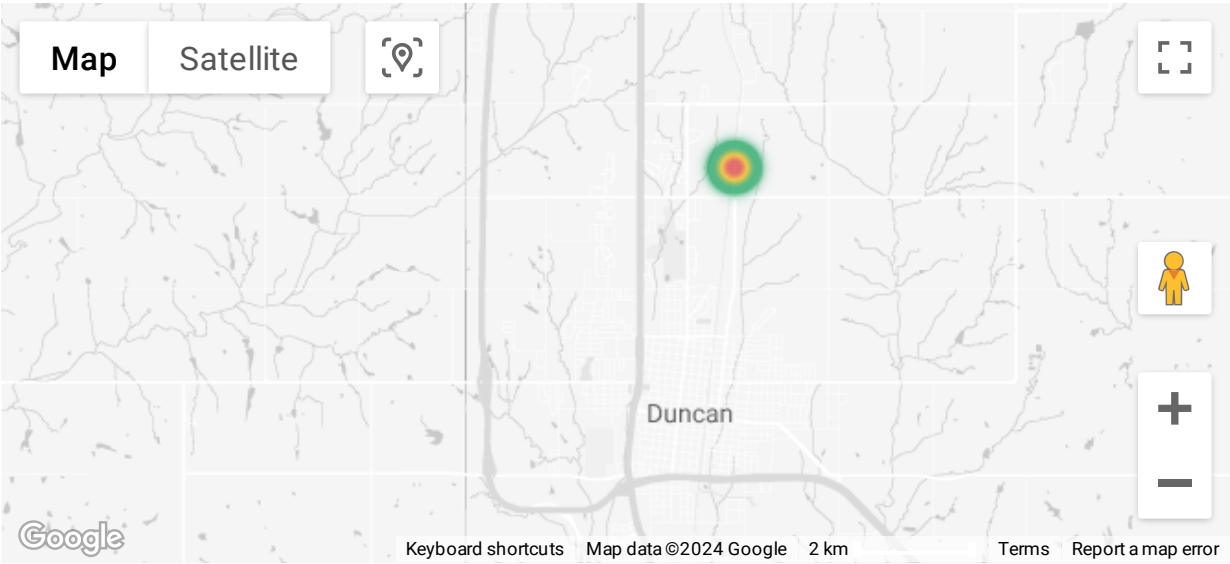 Map
Satellite
Duncan
Google
Keyboard shortcuts
Map data ©2024 Google
2 km
Terms
Report a map error